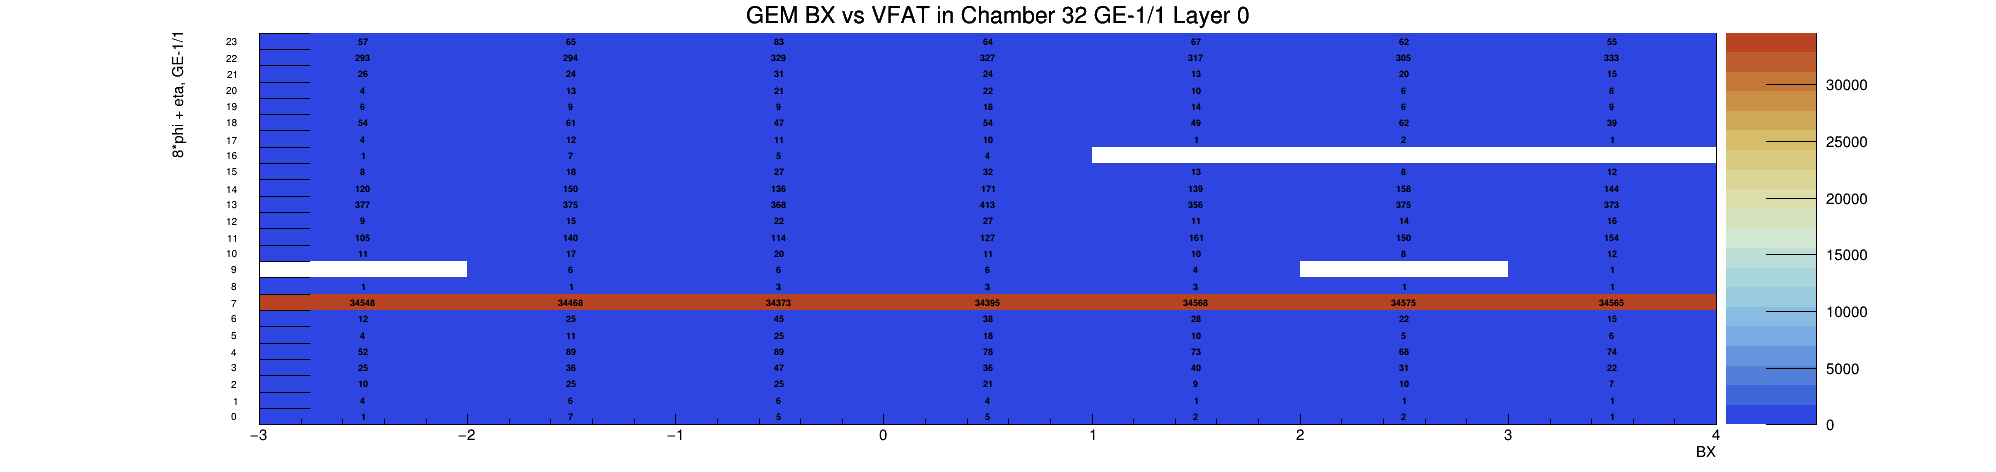 GEM BX vs VFAT in Chamber 32 GE-1/1 Layer 0
8*phi + eta, GE-1/1
23 57 65 83 64 67 62 55
22 293 294 329 327 317 305 333
21 26 24 31 24 13 20 15
20 4 13 21 22 10 6 8
19 6 9 9 18 14 6 9
18 54 61 47 54 49 62 39
17 4 12 11 10 1 2 1
16 1 7 5 4
15 8 18 27 32 13 8 12
14 120 150 136 171 139 158 144
13 377 375 368 413 356 375 373
12 9 15 22 27 11 14 16
11 105 140 114 127 161 150 154
10 11 17 20 11 10 8 12
9 6 6 6 4 1
8 1 1 3 3 3 1 1
7 34548 34468 34373 34395 34568 34575 34565
6 12 25 45 38 28 22 15
5 4 11 25 18 10 5 6
4 52 89 89 78 73 68 74
3 25 36 47 36 40 31 22
2 10 25 25 21 9 10 7
1 4 6 6 4 1 1 1
0 1 7 5 5 2 2 1
−3 −2 −1 0 1 2 3 4
BX
30000
25000
20000
15000
10000
5000
0